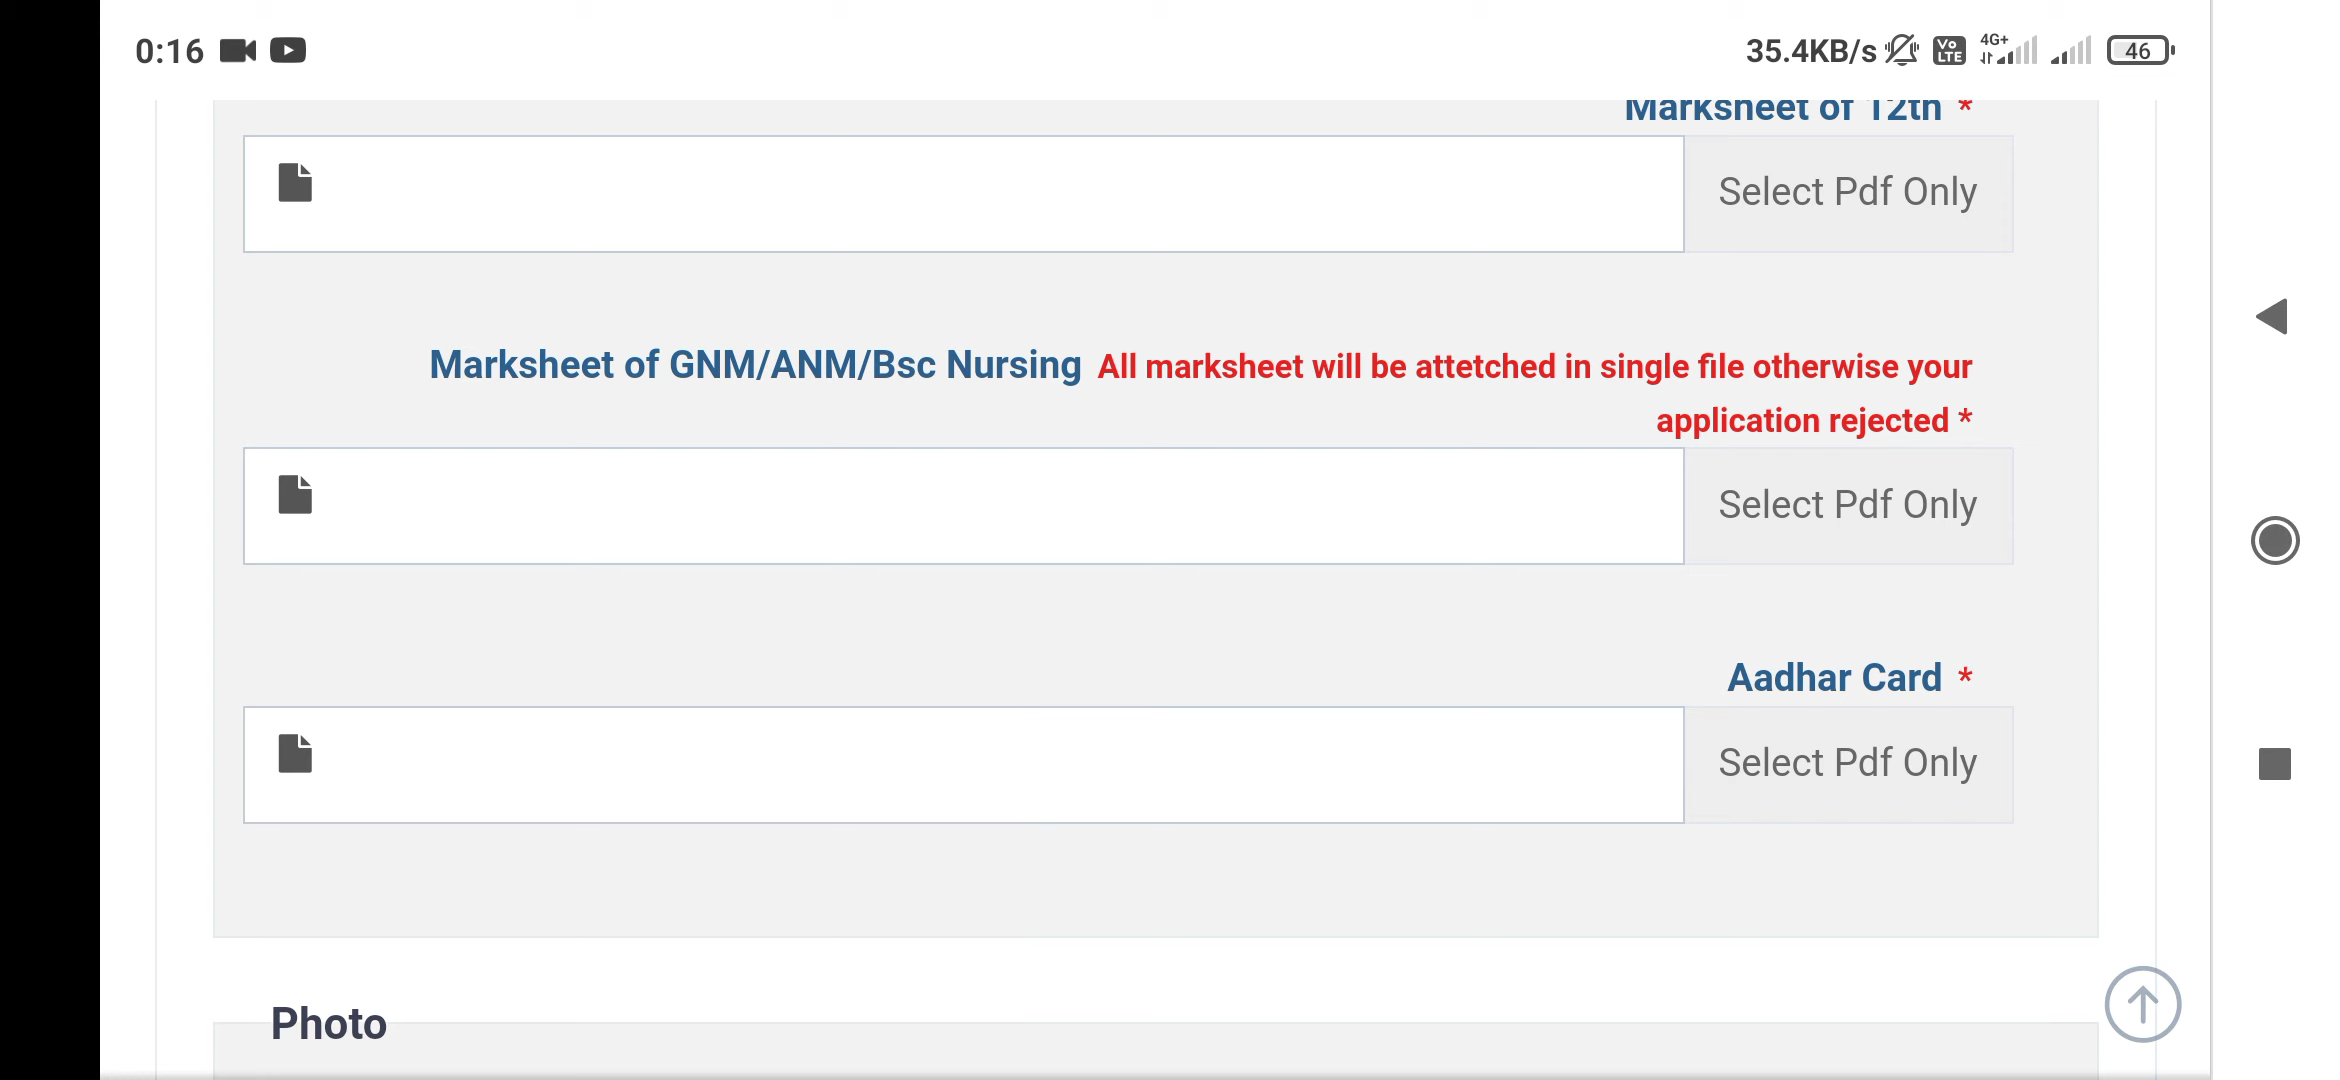 0:16 35.4KB/s Vo LTE 4G+ 46
Marksheet of 12th *
Select Pdf Only
Marksheet of GNM/ANM/Bsc Nursing All marksheet will be attetched in single file otherwise your
application rejected *
Select Pdf Only
Aadhar Card *
Select Pdf Only
Photo